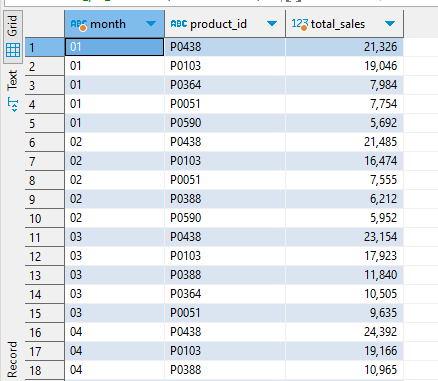 Grid
Text
Record
ABC month ABC product_id ABC total_sales
1 01 P0438 21,326
2 01 P0103 19,046
3 01 P0364 7,984
4 01 P0051 7,754
5 01 P0590 5,692
6 02 P0438 21,485
7 02 P0103 16,474
8 02 P0051 7,555
9 02 P0388 6,212
10 02 P0590 5,952
11 03 P0438 23,154
12 03 P0103 17,923
13 03 P0388 11,840
14 03 P0364 10,505
15 03 P0051 9,635
16 04 P0438 24,392
17 04 P0103 19,166
18 04 P0388 10,965